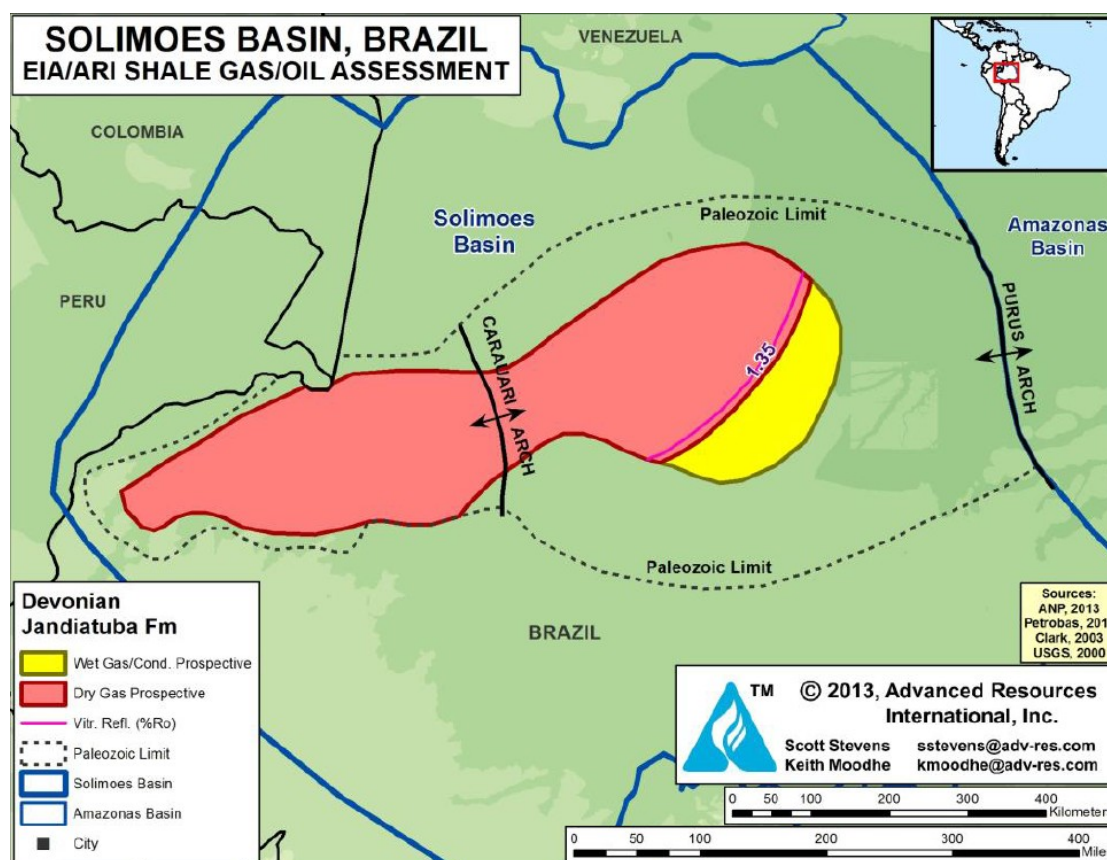 SOLIMOES BASIN, BRAZIL
EIA/ARI SHALE GAS/OIL ASSESSMENT
VENEZUELA
COLOMBIA
PERU
Solimoes
Basin
Paleozoic Limit
Amazonas
Basin
CARAUARI ARCH
1.35
PURUS ARCH
Paleozoic Limit
BRAZIL
Devonian
Jandiatuba Fm
Wet Gas/Cond. Prospective
Dry Gas Prospective
Vitr. Refl. (%Ro)
Paleozoic Limit
Solimoes Basin
Amazonas Basin
City
Sources:
ANP, 2013
Petrobas, 201
Clark, 2003
USGS, 2000
TM
© 2013, Advanced Resources
International, Inc.
Scott Stevens sstevens@adv-res.com
Keith Moodhe kmoodhe@adv-res.com
0 50 100 200 300 400
Kilometer
0 50 100 200 300 400
Mile